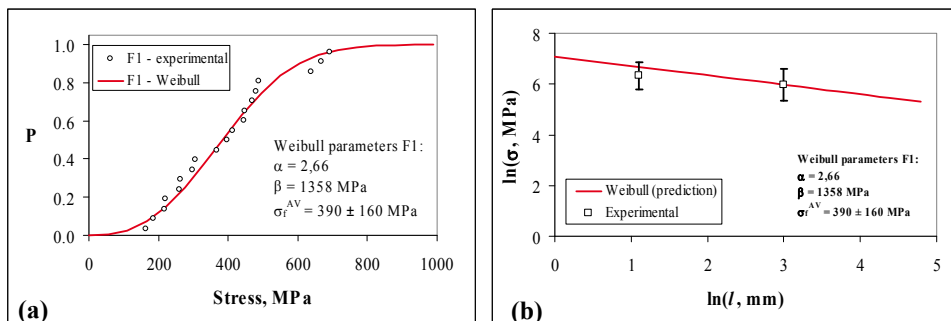 1.0
0.8
0.6
0.4
0.2
0.0
P
F1 - experimental
F1 - Weibull
Weibull parameters F1:
α = 2,66
β = 1358 MPa
σf^AV = 390 ± 160 MPa
0 200 400 600 800 1000
Stress, MPa
(a)
8
6
4
2
0
ln(σ, MPa)
Weibull (prediction)
Experimental
Weibull parameters F1:
α = 2,66
β = 1358 MPa
σf^AV = 390 ± 160 MPa
0 1 2 3 4 5
ln(l, mm)
(b)